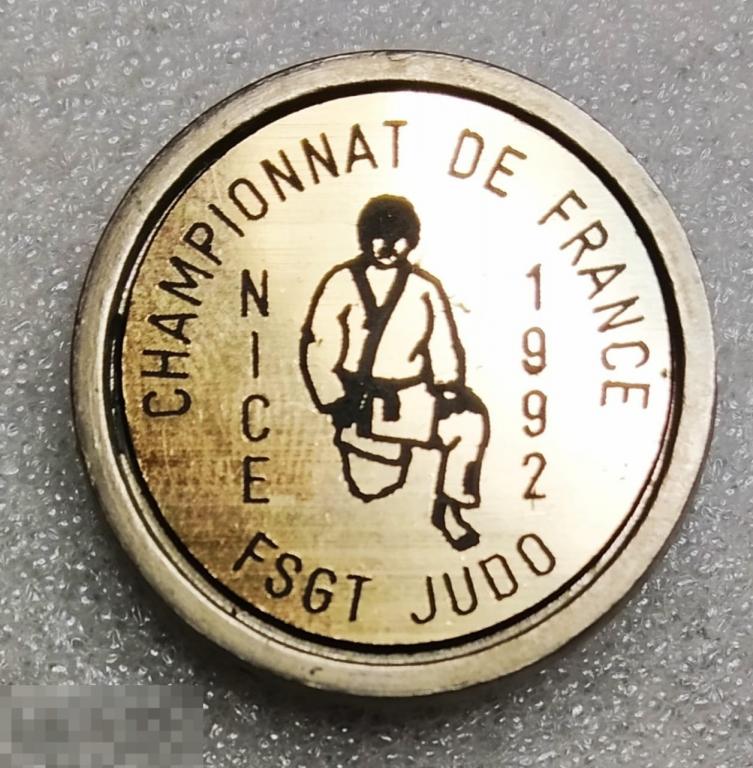 CHAMPIONNAT DE FRANCE
NICE
1992
FSGT JUDO